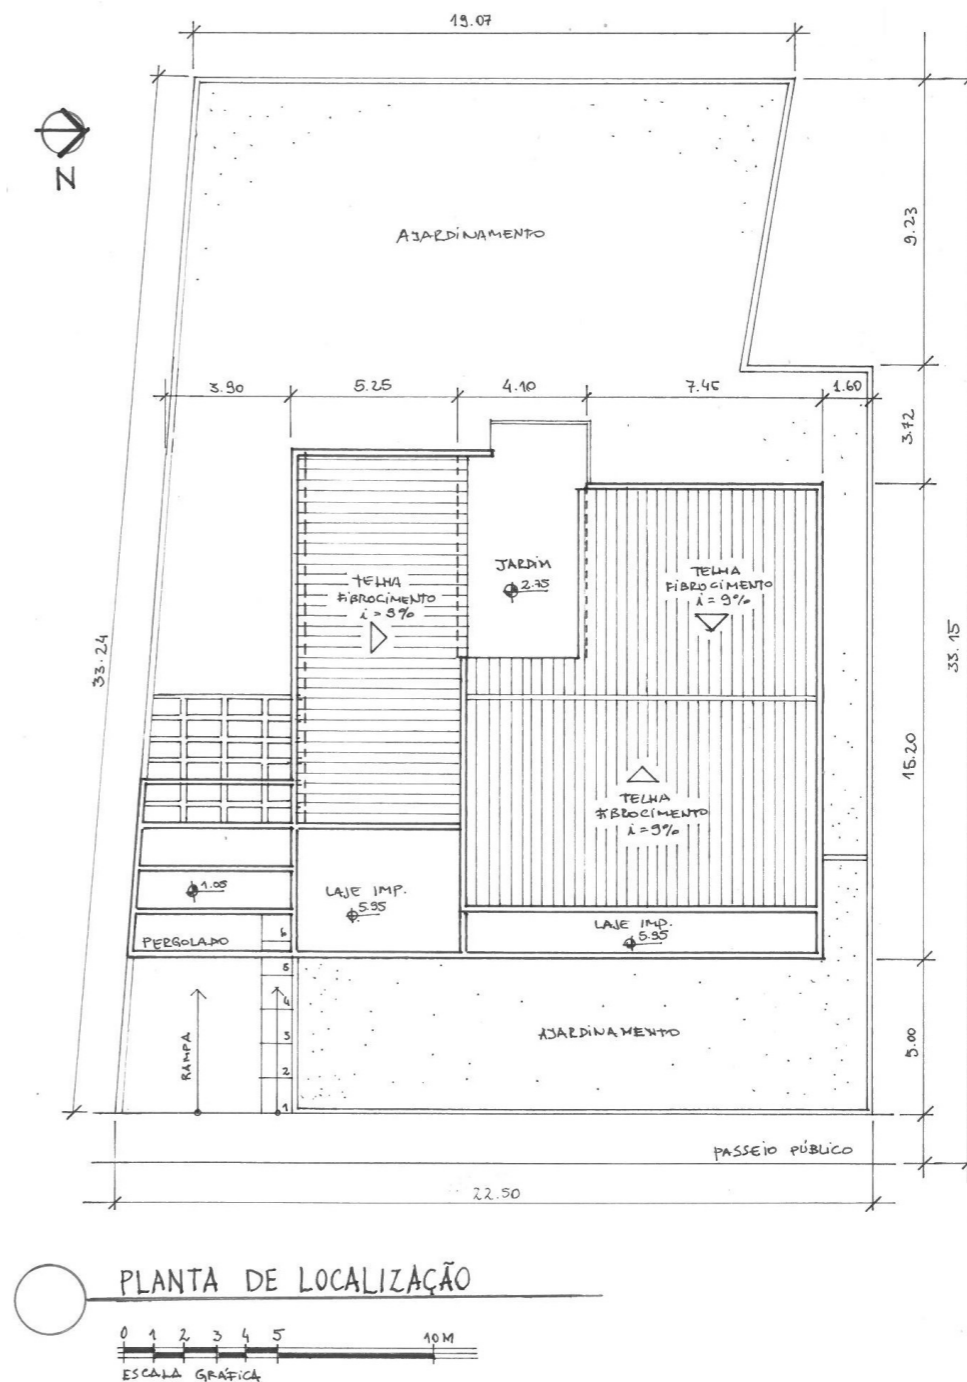 19.07
N
AJARDINAMENTO
9.23
3.90
5.25
4.10
7.45
1.60
3.72
JARDIM
2.75
TELHA
FIBROCIMENTO
i = 9%
TELHA
FIBROCIMENTO
i = 9%
33.24
33.15
15.20
TELHA
FIBROCIMENTO
i = 9%
1.05
LAJE IMP.
5.95
LAJE IMP.
5.95
PERGOLADO
6
5
4
3
2
1
RAMPA
AJARDINAMENTO
5.00
PASSEIO PÚBLICO
22.50
PLANTA DE LOCALIZAÇÃO
0 1 2 3 4 5 10M
ESCALA GRÁFICA